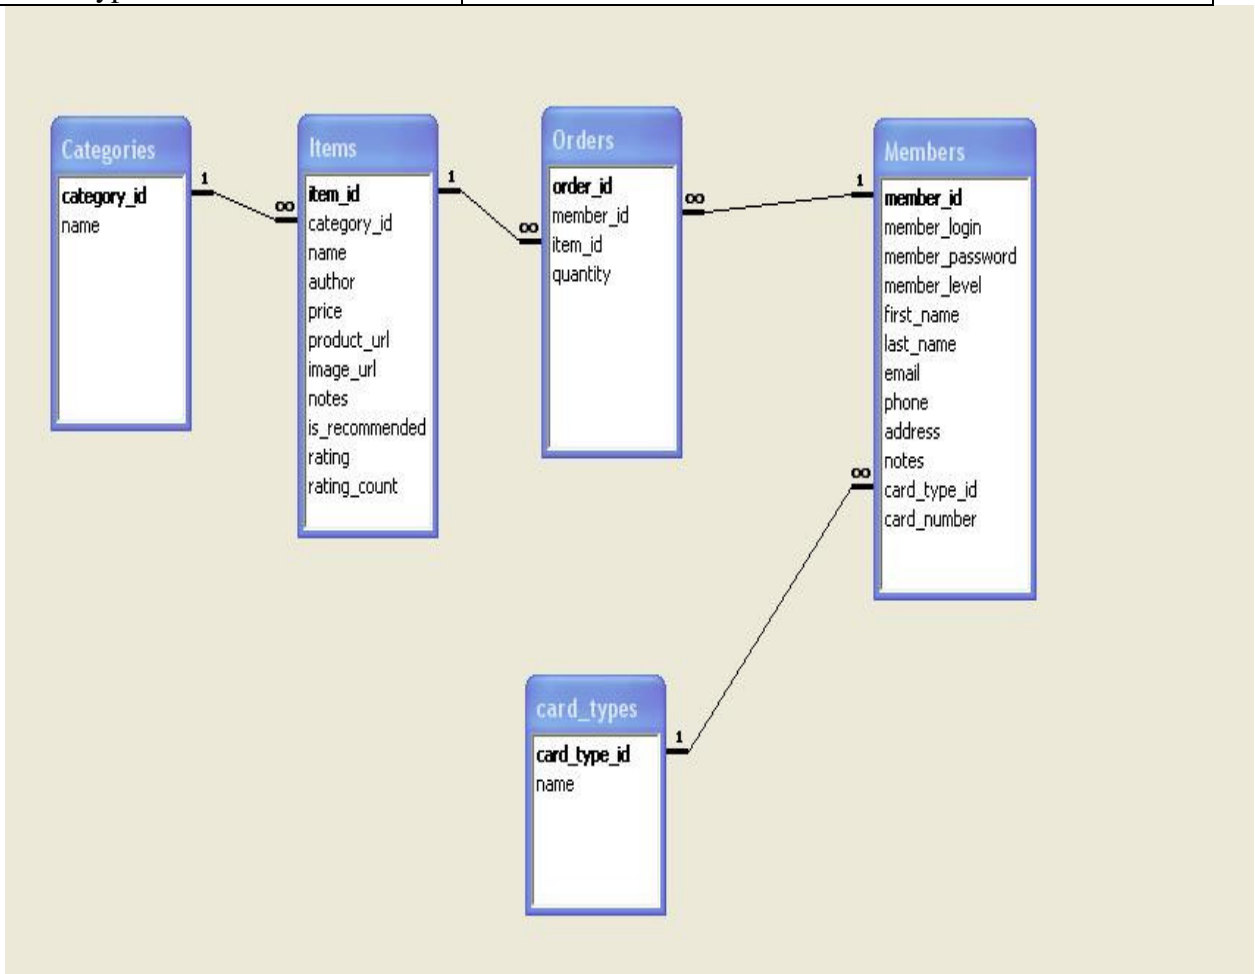 Categories
category_id
name
1
∞
Items
item_id
category_id
name
author
price
product_url
image_url
notes
is_recommended
rating
rating_count
1
∞
Orders
order_id
member_id
item_id
quantity
∞
1
Members
member_id
member_login
member_password
member_level
first_name
last_name
email
phone
address
notes
card_type_id
card_number
∞
1
card_types
card_type_id
name